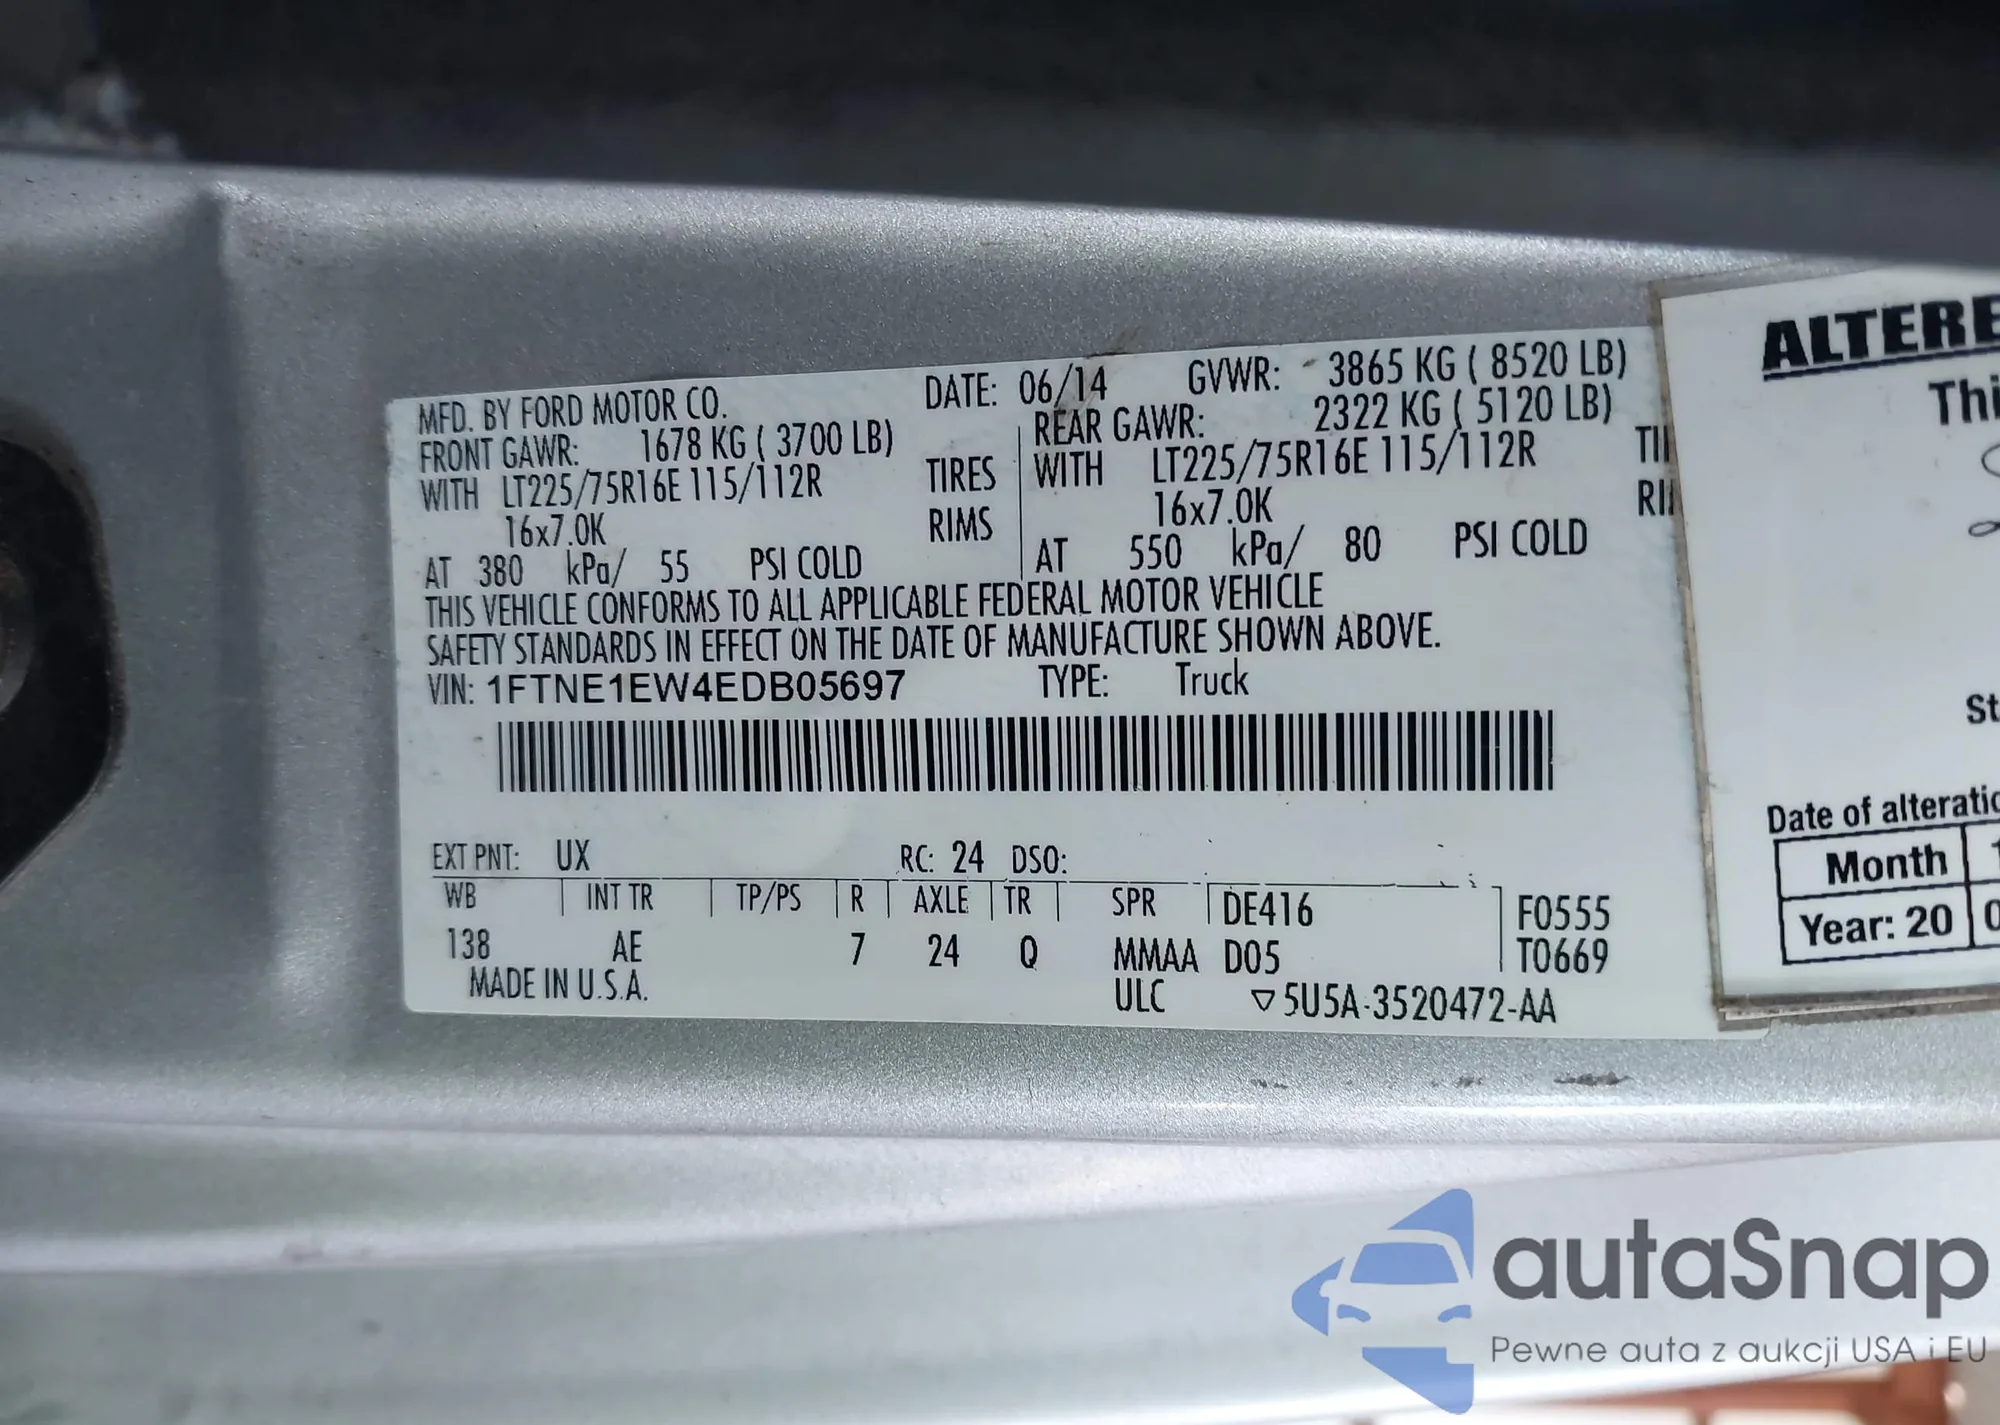 MFD. BY FORD MOTOR CO. DATE: 06/14 GVWR: 3865 KG ( 8520 LB)
FRONT GAWR: 1678 KG ( 3700 LB) REAR GAWR: 2322 KG ( 5120 LB)
WITH LT225/75R16E 115/112R TIRES WITH LT225/75R16E 115/112R TI
16x7.0K RIMS 16x7.0K RI
AT 380 kPa/ 55 PSI COLD AT 550 kPa/ 80 PSI COLD
THIS VEHICLE CONFORMS TO ALL APPLICABLE FEDERAL MOTOR VEHICLE
SAFETY STANDARDS IN EFFECT ON THE DATE OF MANUFACTURE SHOWN ABOVE.
VIN: 1FTNE1EW4EDB05697 TYPE: Truck
EXT PNT: UX RC: 24 DSO:
WB INT TR TP/PS R AXLE TR SPR DE416 F0555
138 AE 7 24 Q MMAA D05 T0669
MADE IN U.S.A. ULC ▽5U5A-3520472-AA
ALTERE
Thi
St
Date of alteratio
Month 1
Year: 20 0
autaSnap
Pewne auta z aukcji USA i EU